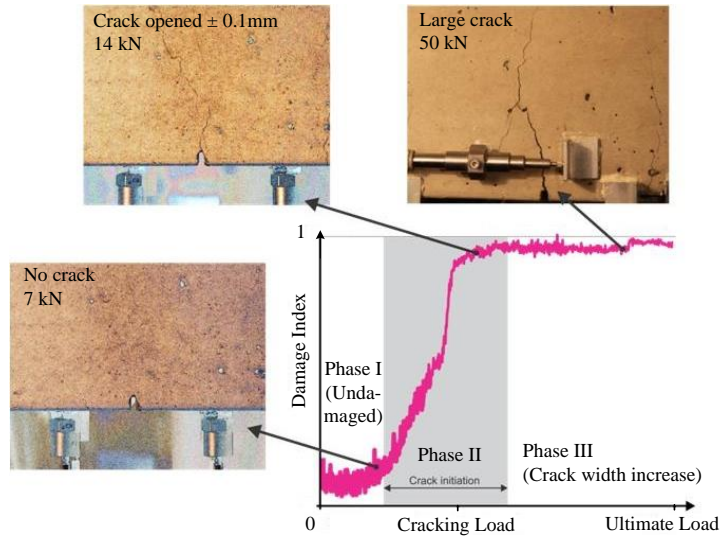 Crack opened ± 0.1mm
14 kN
Large crack
50 kN
No crack
7 kN
1
Damage Index
Phase I
(Unda-
maged)
Phase II
Crack initiation
Phase III
(Crack width increase)
0
Cracking Load
Ultimate Load